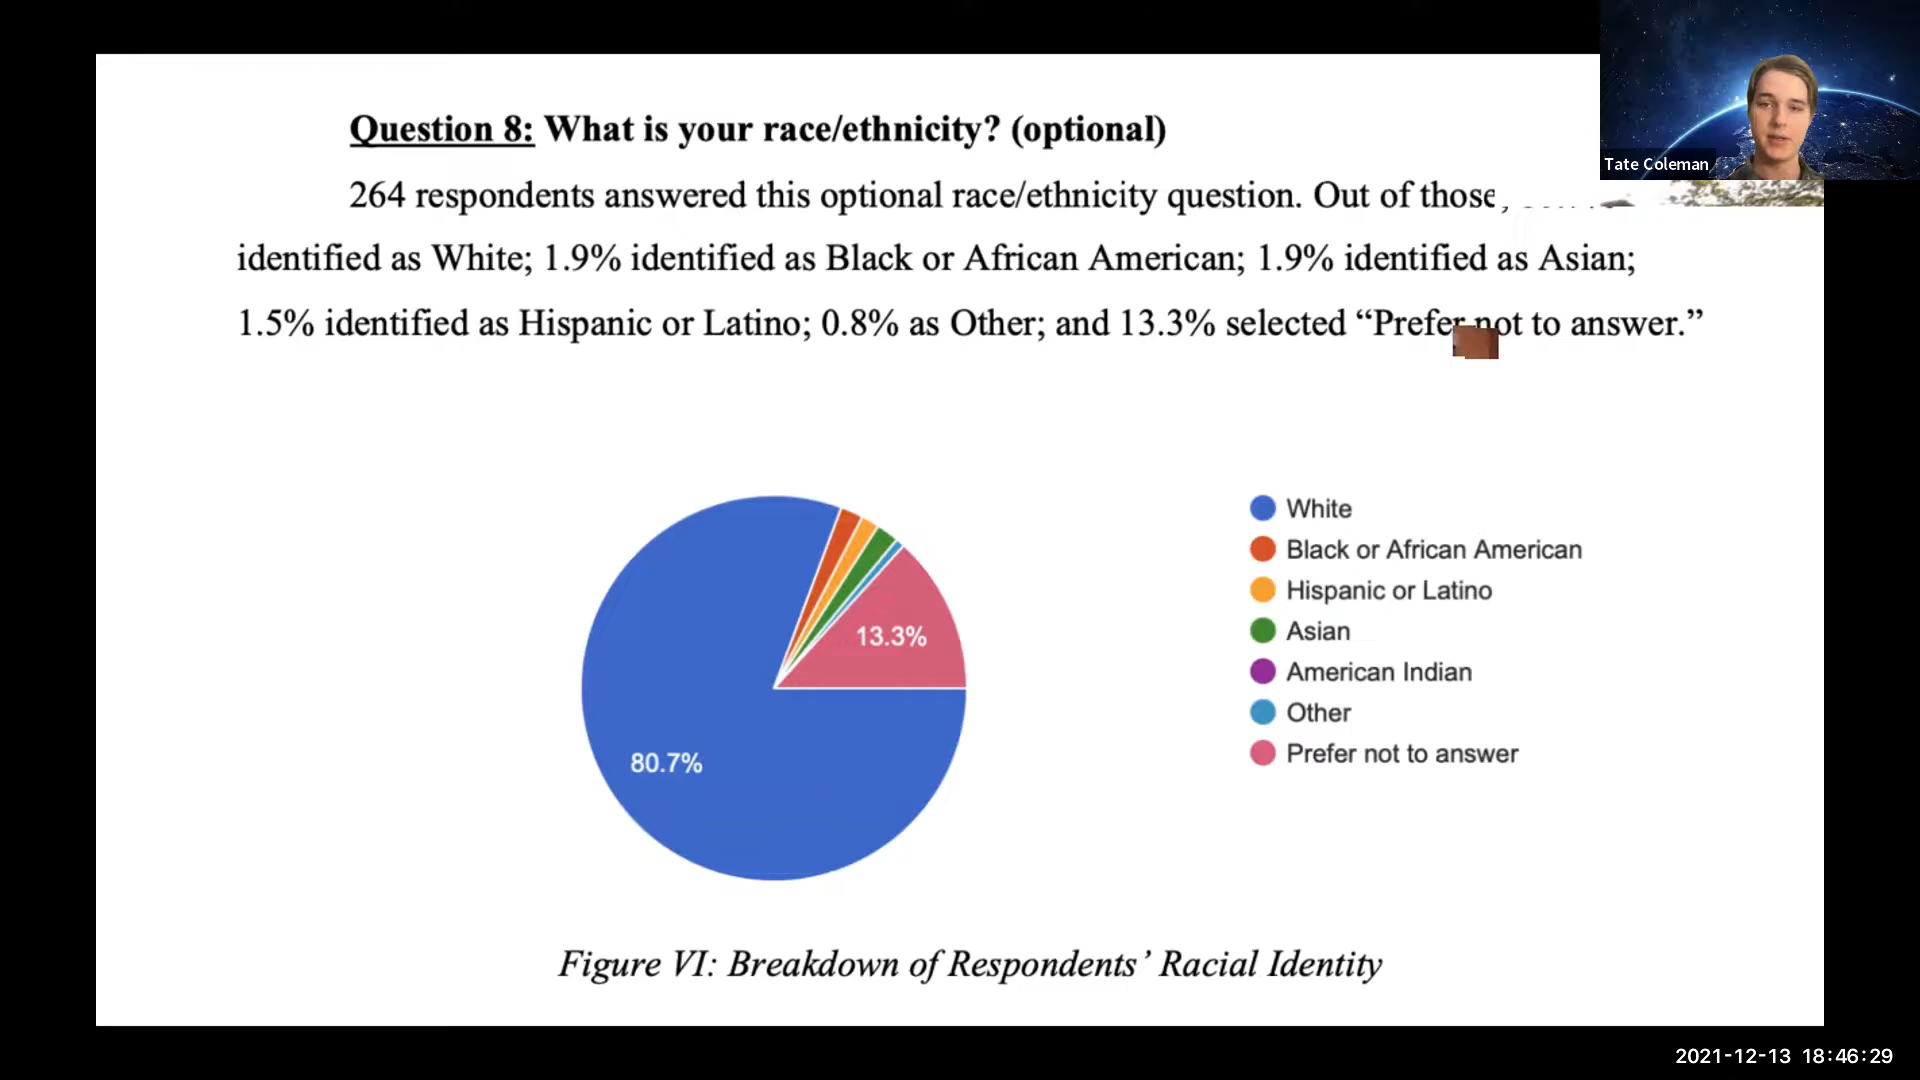 Question 8: What is your race/ethnicity? (optional)
Tate Coleman
264 respondents answered this optional race/ethnicity question. Out of those,
identified as White; 1.9% identified as Black or African American; 1.9% identified as Asian;
1.5% identified as Hispanic or Latino; 0.8% as Other; and 13.3% selected “Prefer not to answer.”
White
Black or African American
Hispanic or Latino
Asian
American Indian
Other
Prefer not to answer
13.3%
80.7%
Figure VI: Breakdown of Respondents’ Racial Identity
2021-12-13 18:46:29